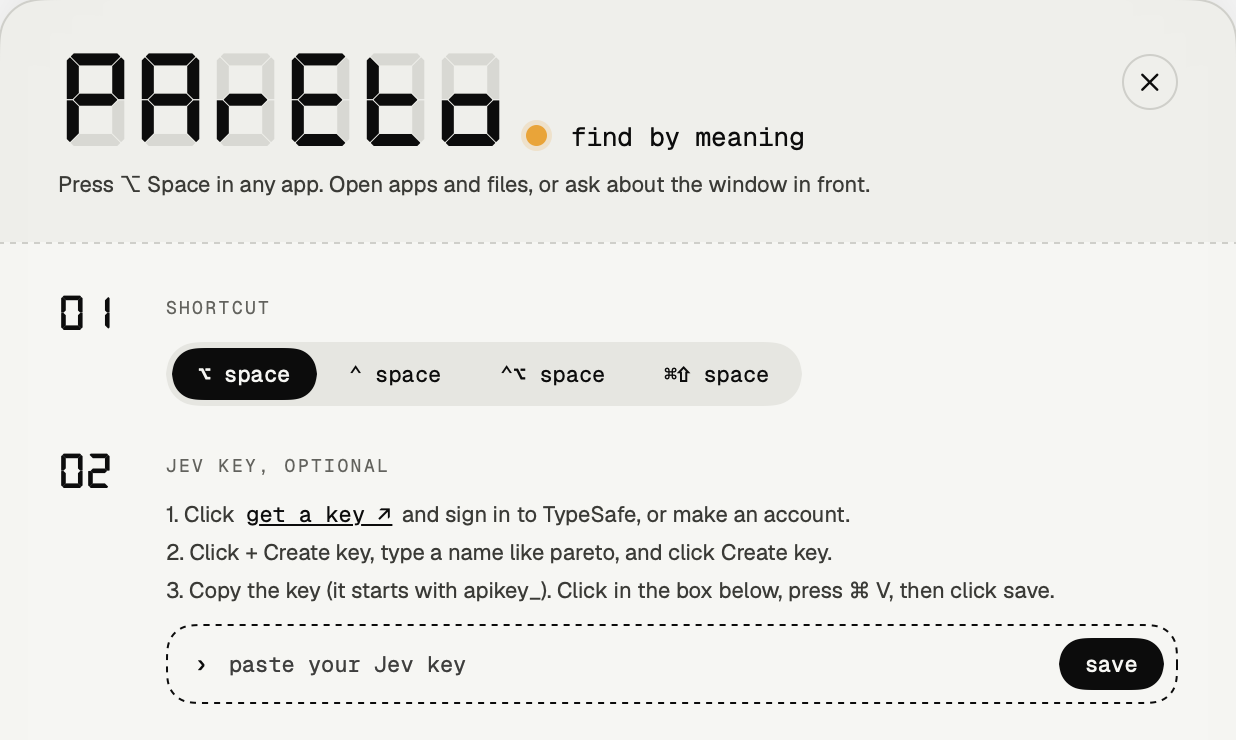 PArEto find by meaning
Press ⌥ Space in any app. Open apps and files, or ask about the window in front.
01 SHORTCUT
⌥ space ^ space ^⌥ space ⌘⇧ space
02 JEV KEY, OPTIONAL
1. Click get a key ↗ and sign in to TypeSafe, or make an account.
2. Click + Create key, type a name like pareto, and click Create key.
3. Copy the key (it starts with apikey_). Click in the box below, press ⌘ V, then click save.
› paste your Jev key save